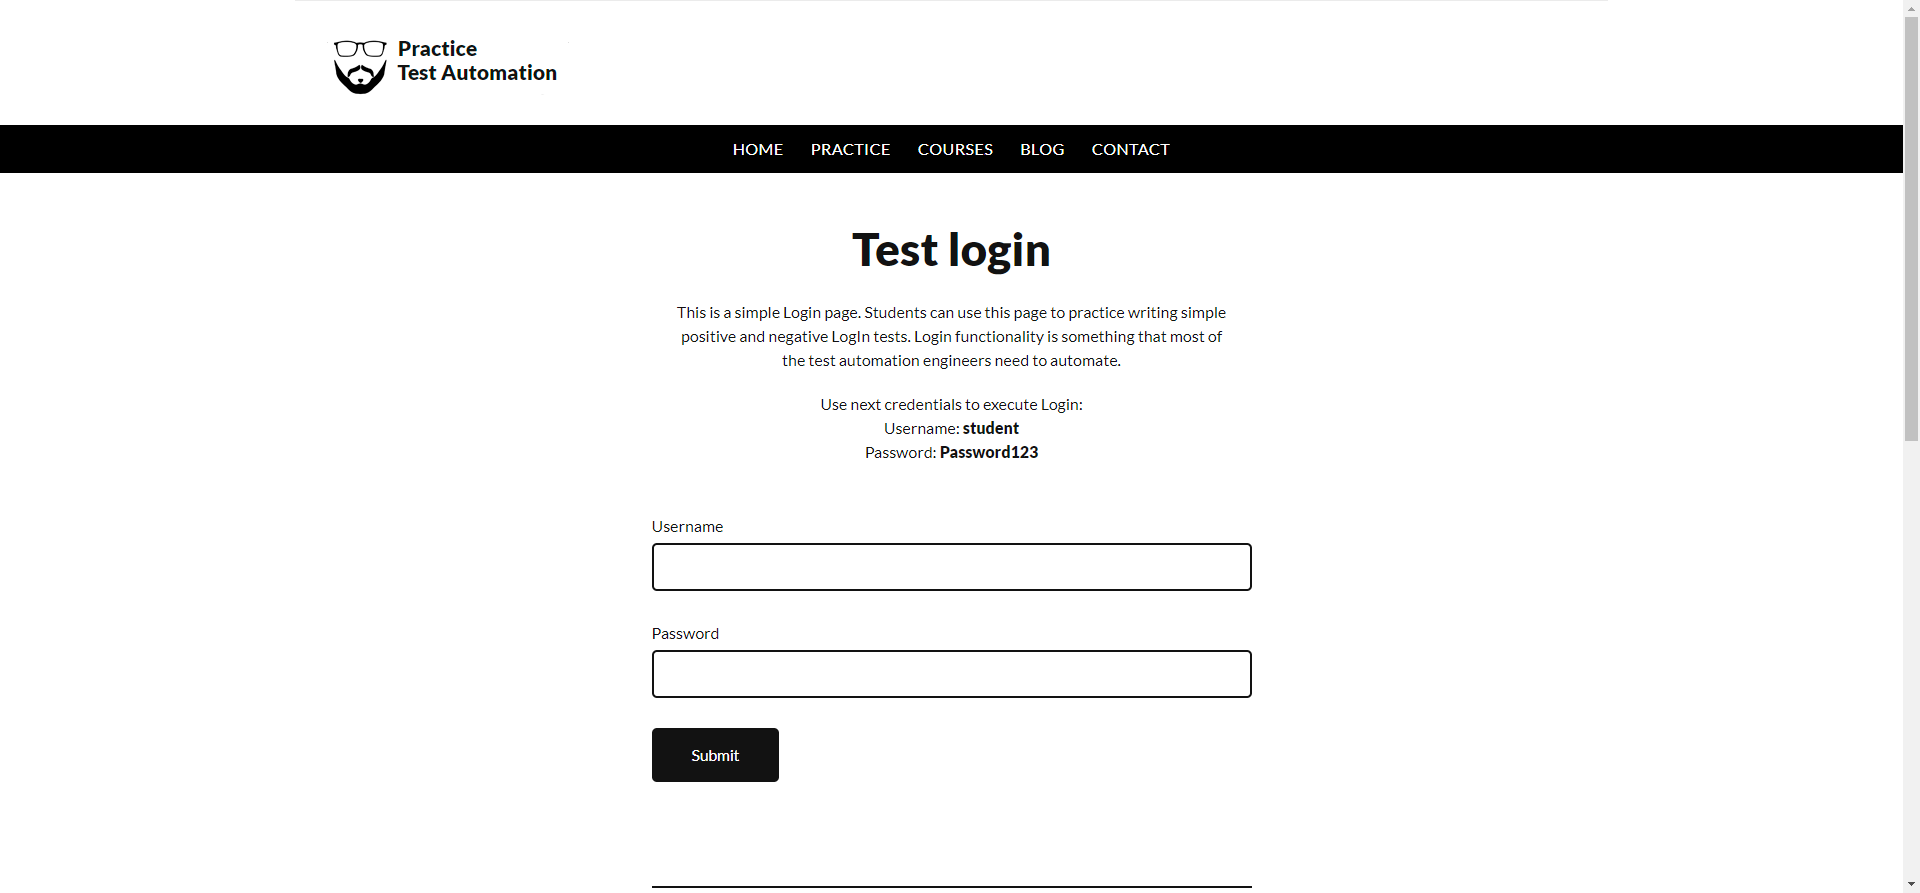 Practice
Test Automation
HOME PRACTICE COURSES BLOG CONTACT
Test login
This is a simple Login page. Students can use this page to practice writing simple
positive and negative LogIn tests. Login functionality is something that most of
the test automation engineers need to automate.
Use next credentials to execute Login:
Username: student
Password: Password123
Username
Password
Submit